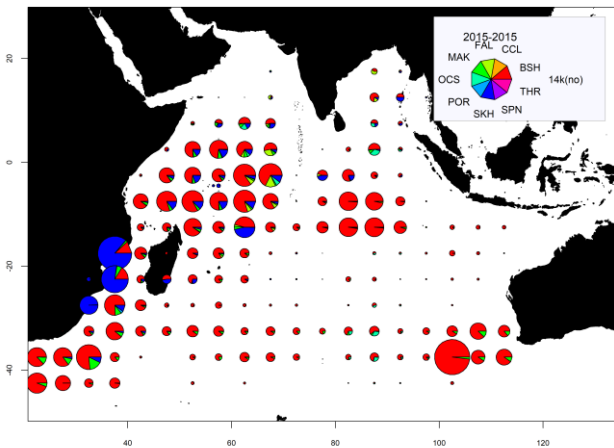 2015-2015
FAL CCL
MAK BSH
OCS 14k(no)
POR THR
SKH SPN
20
0
-20
-40
40 60 80 100 120